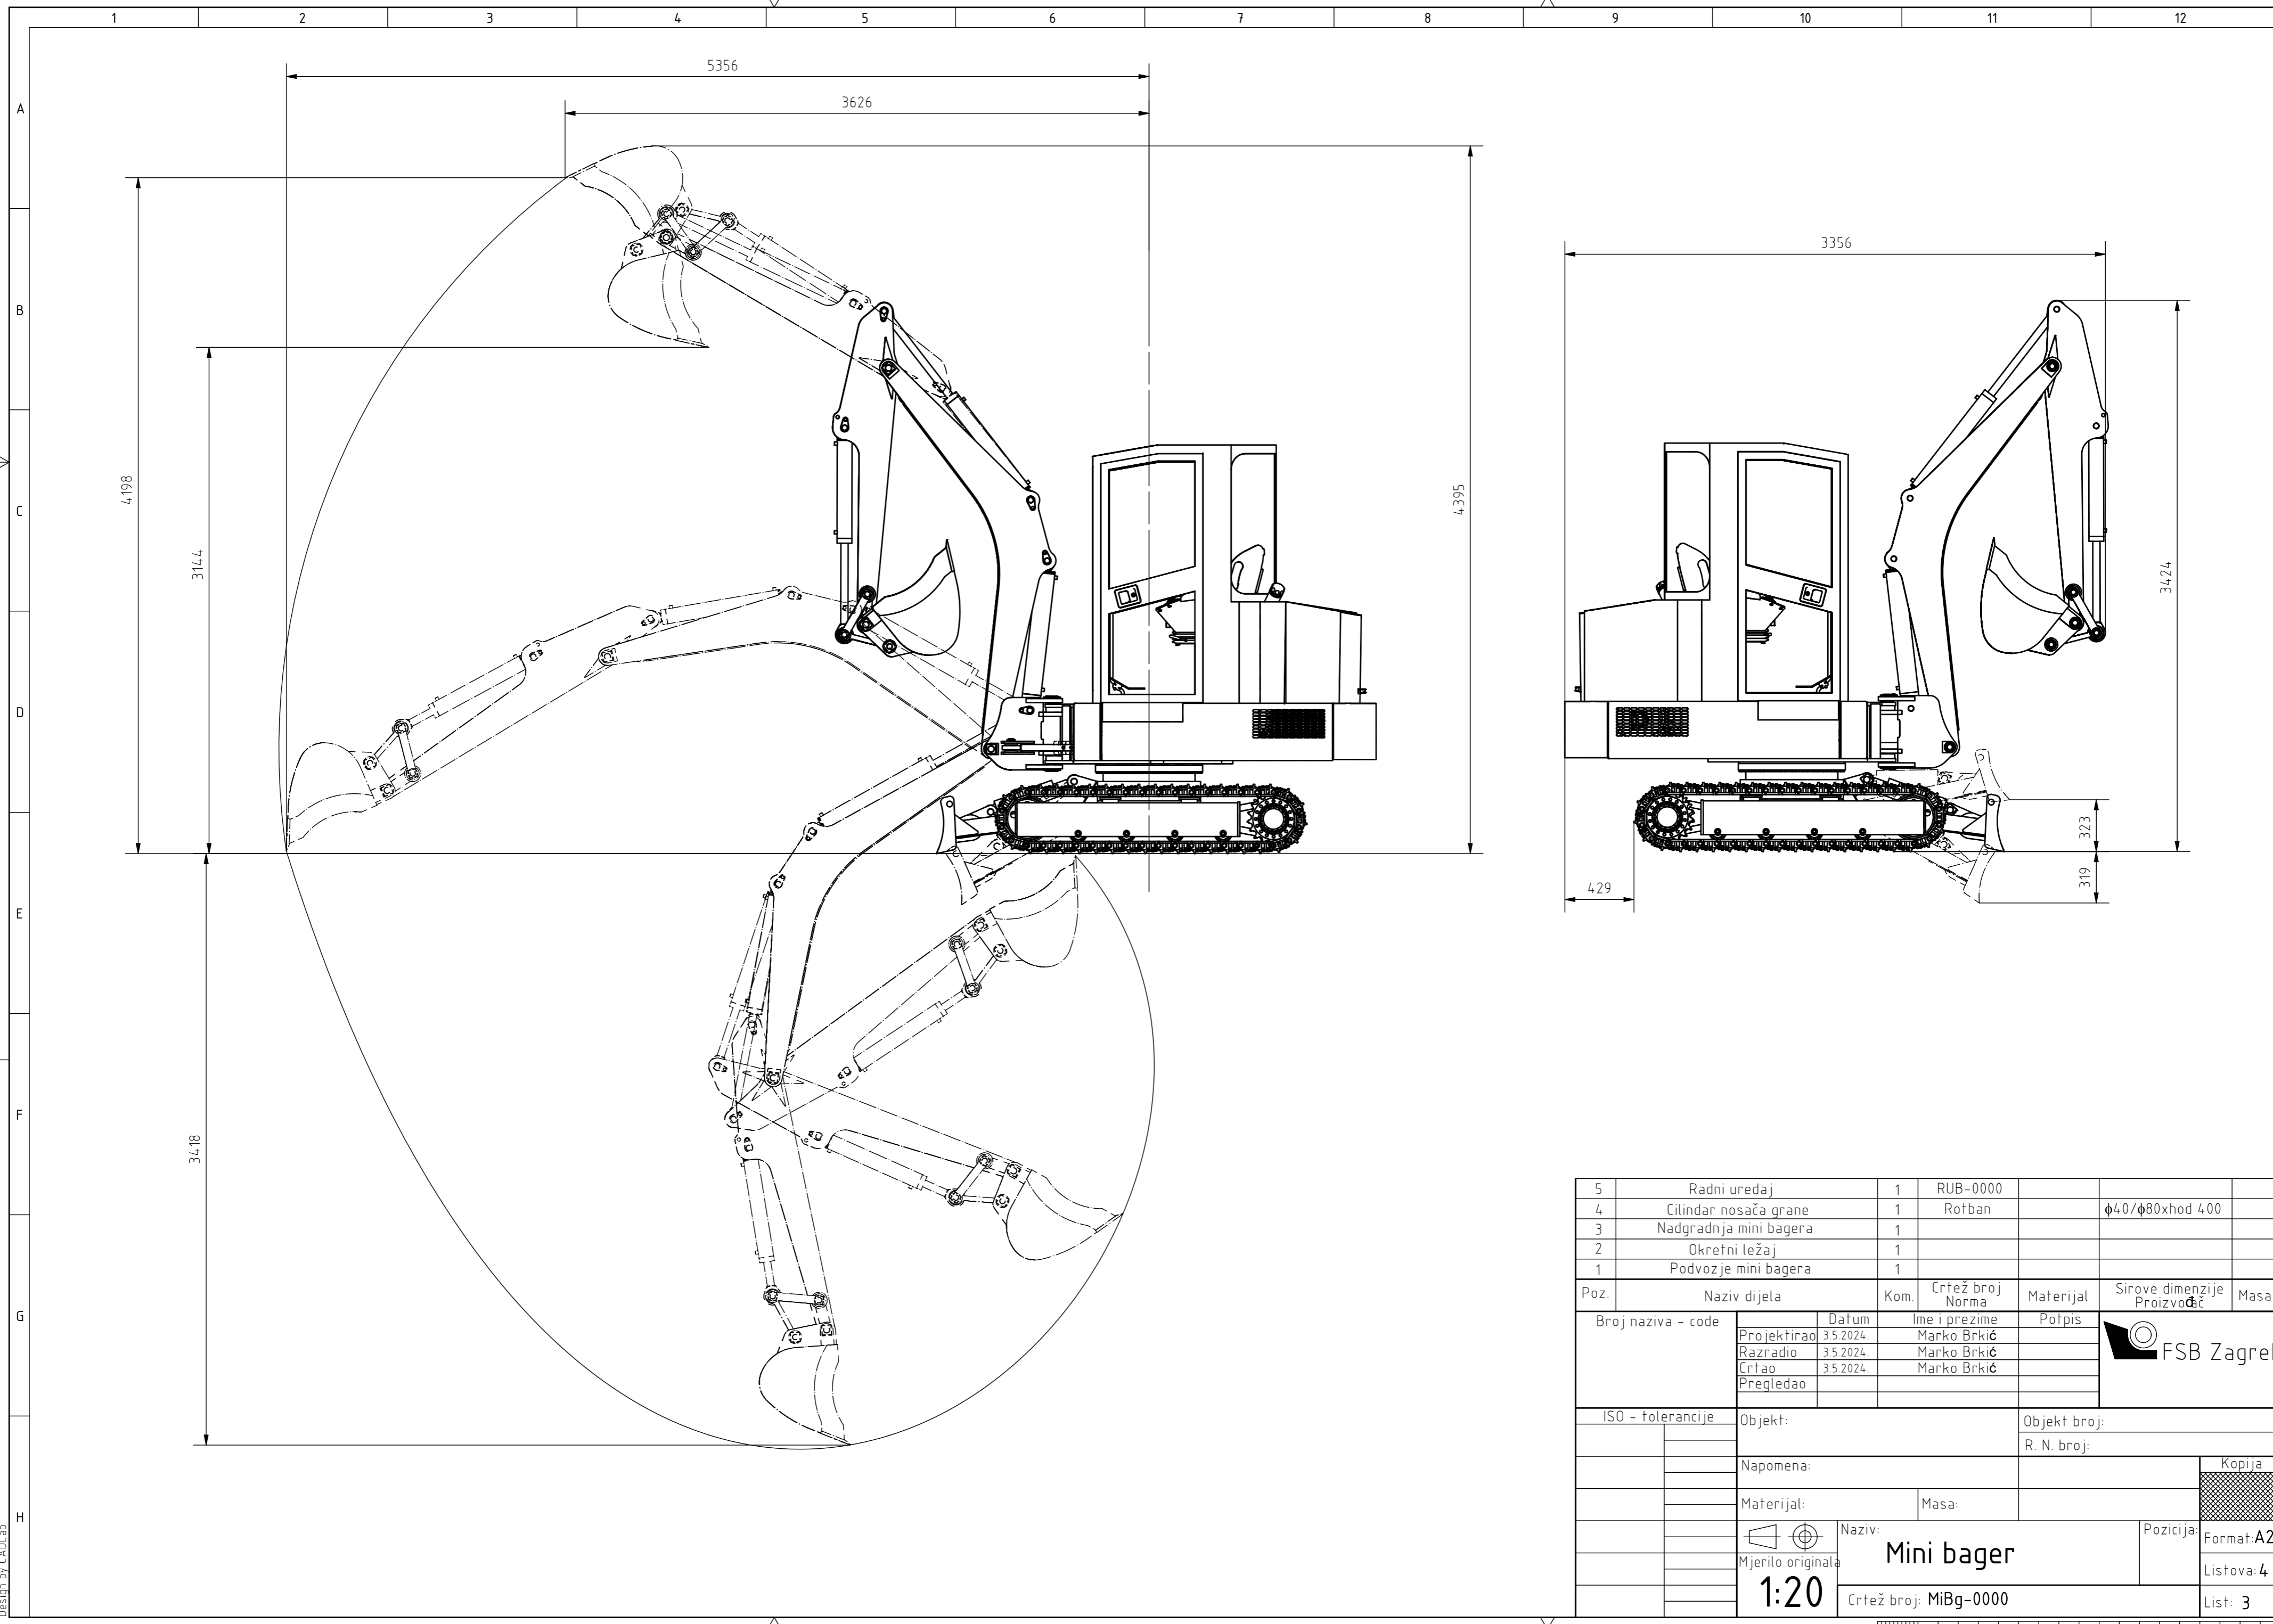 1 2 3 4 5 6 7 8 9 10 11 12
A
B
C
D
E
F
G
H
5356
3626
4198
3144
4395
3418
3356
3424
323
319
429
5 Radni uredaj 1 RUB-0000
4 Cilindar nosača grane 1 Rotban ϕ40/ϕ80xhod 400
3 Nadgradnja mini bagera 1
2 Okretni ležaj 1
1 Podvozje mini bagera 1
Poz. Naziv dijela Kom. Crtež broj Norma Materijal Sirove dimenzije Proizvođač Masa
Broj naziva - code Datum Ime i prezime Potpis
Projektirao 3.5.2024. Marko Brkić
Razradio 3.5.2024. Marko Brkić
Crtao 3.5.2024. Marko Brkić
Pregledao
FSB Zagreb
ISO - tolerancije Objekt: Objekt broj:
R. N. broj:
Napomena: Kopija
Materijal: Masa:
Naziv: Mini bager Pozicija: Format: A2
Mjerilo originala
1:20
Listova: 4
Crtež broj: MiBg-0000 List: 3
Design by CADLab